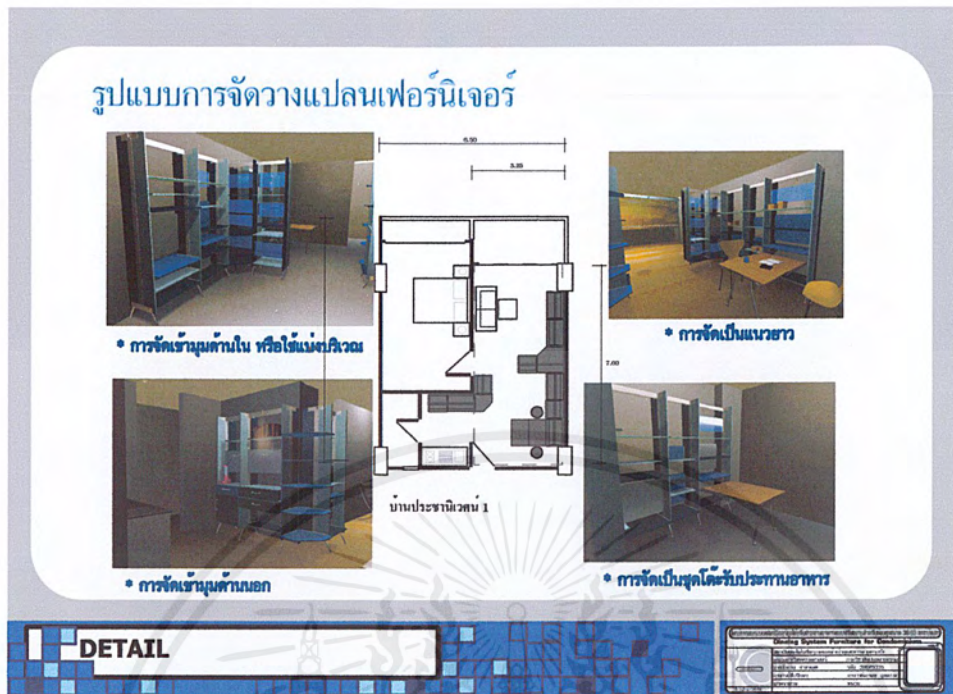 รูปแบบการจัดวางแปลนเฟอร์นิเจอร์
6.50
3.25
* การจัดเข้ามุมด้านใน หรือใช้แบ่งบริเวณ
* การจัดเป็นแนวยาว
7.00
บ้านประชานิเวศน์ 1
* การจัดเข้ามุมด้านนอก
* การจัดเป็นชุดโต๊ะรับประทานอาหาร
DETAIL
System Furniture for Condominium